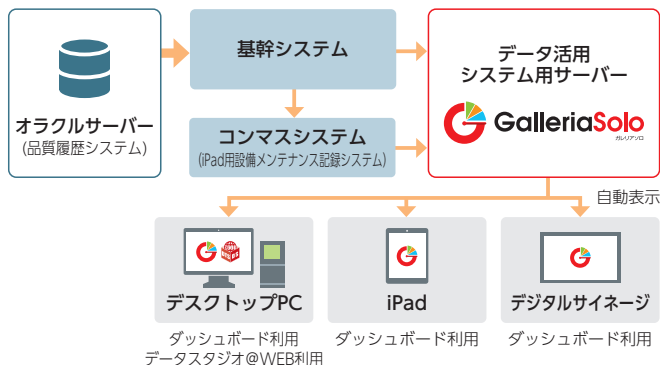 オラクルサーバー
(品質履歴システム)
基幹システム
コンマスシステム
(iPad用設備メンテナンス記録システム)
データ活用
システム用サーバー
GalleriaSolo
ガレリアソロ
自動表示
デスクトップPC
ダッシュボード利用
データスタジオ@WEB利用
iPad
ダッシュボード利用
デジタルサイネージ
ダッシュボード利用